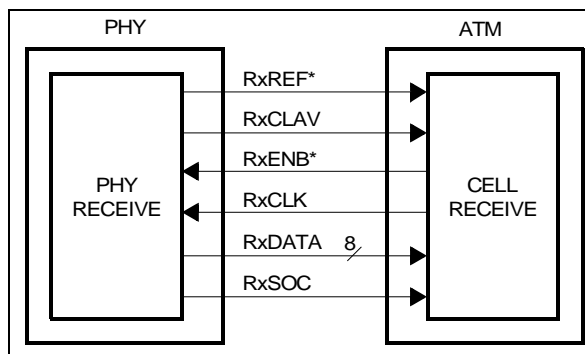 PHY
ATM
RxREF*
RxCLAV
RxENB*
RxCLK
RxDATA 8
RxSOC
PHY
RECEIVE
CELL
RECEIVE